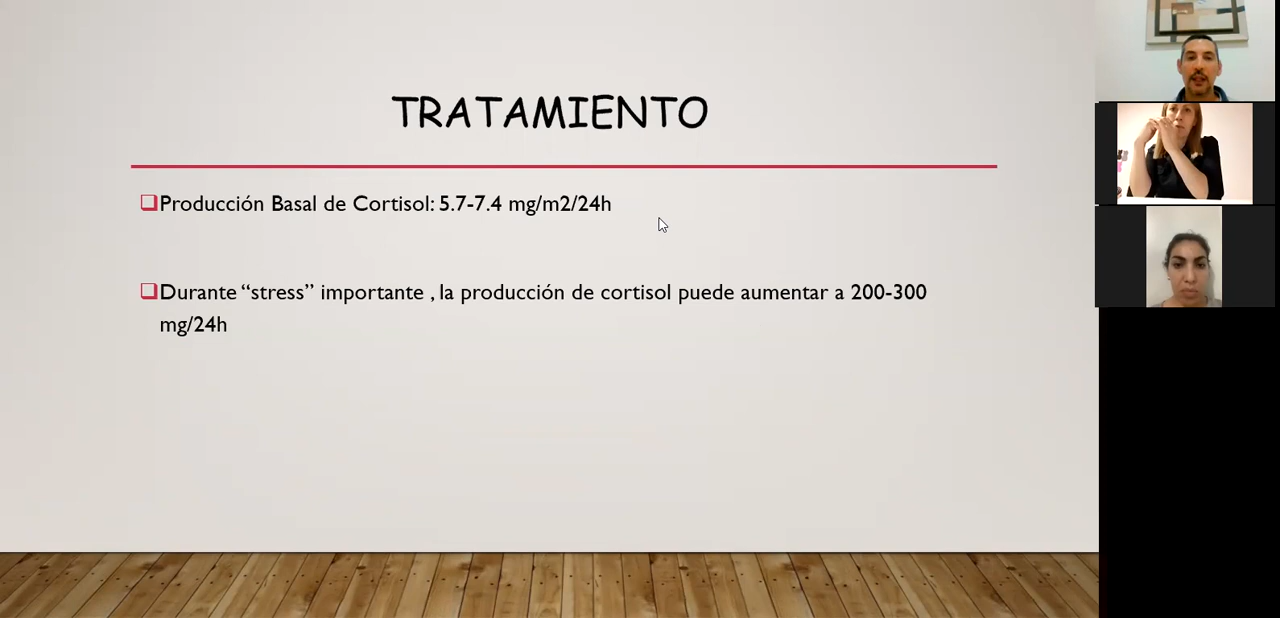 TRATAMIENTO
Producción Basal de Cortisol: 5.7-7.4 mg/m2/24h
Durante “stress” importante , la producción de cortisol puede aumentar a 200-300
mg/24h